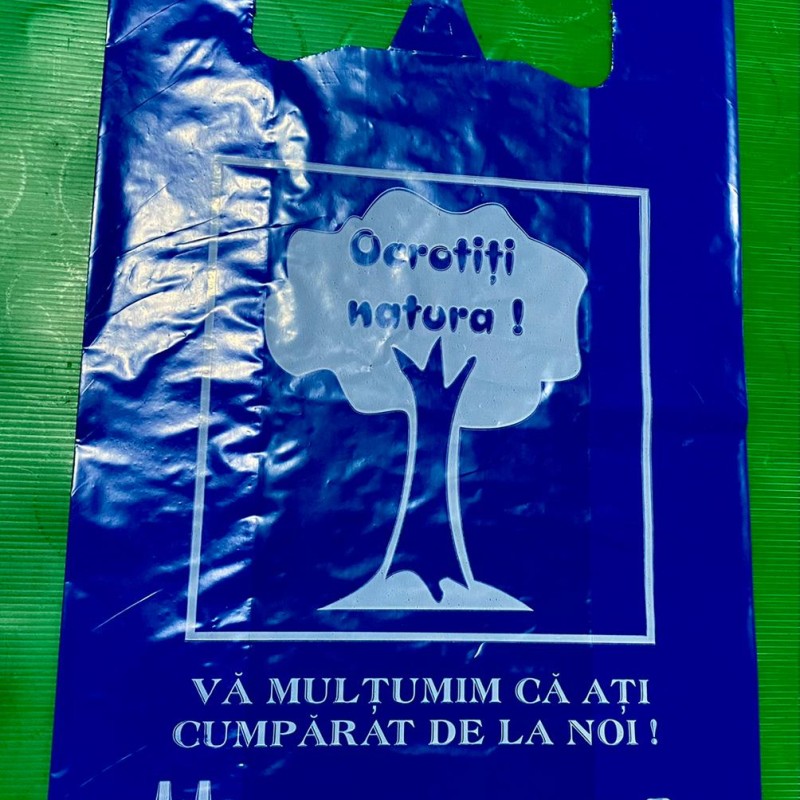 Ocrotiți
natura !
VĂ MULȚUMIM CĂ AȚI
CUMPĂRAT DE LA NOI !